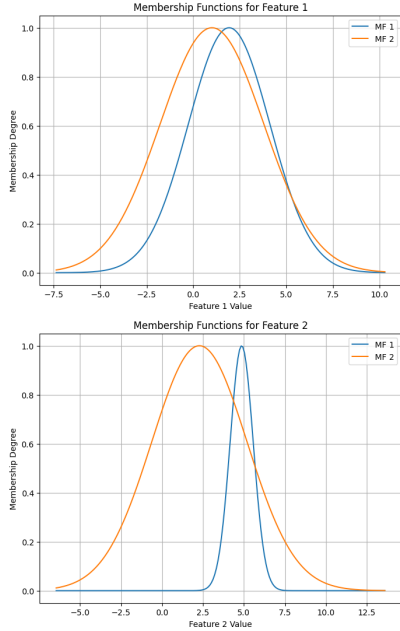 Membership Functions for Feature 1
MF 1
MF 2
Membership Degree
1.0
0.8
0.6
0.4
0.2
0.0
−7.5 −5.0 −2.5 0.0 2.5 5.0 7.5 10.0
Feature 1 Value
Membership Functions for Feature 2
MF 1
MF 2
Membership Degree
1.0
0.8
0.6
0.4
0.2
0.0
−5.0 −2.5 0.0 2.5 5.0 7.5 10.0 12.5
Feature 2 Value